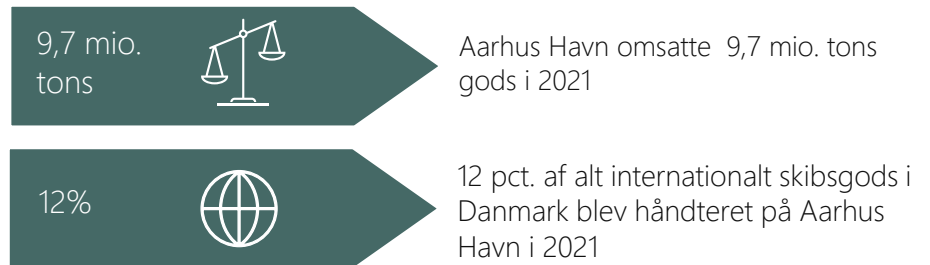 9,7 mio.
tons
Aarhus Havn omsatte  9,7 mio. tons
gods i 2021
12%
12 pct. af alt internationalt skibsgods i
Danmark blev håndteret på Aarhus
Havn i 2021